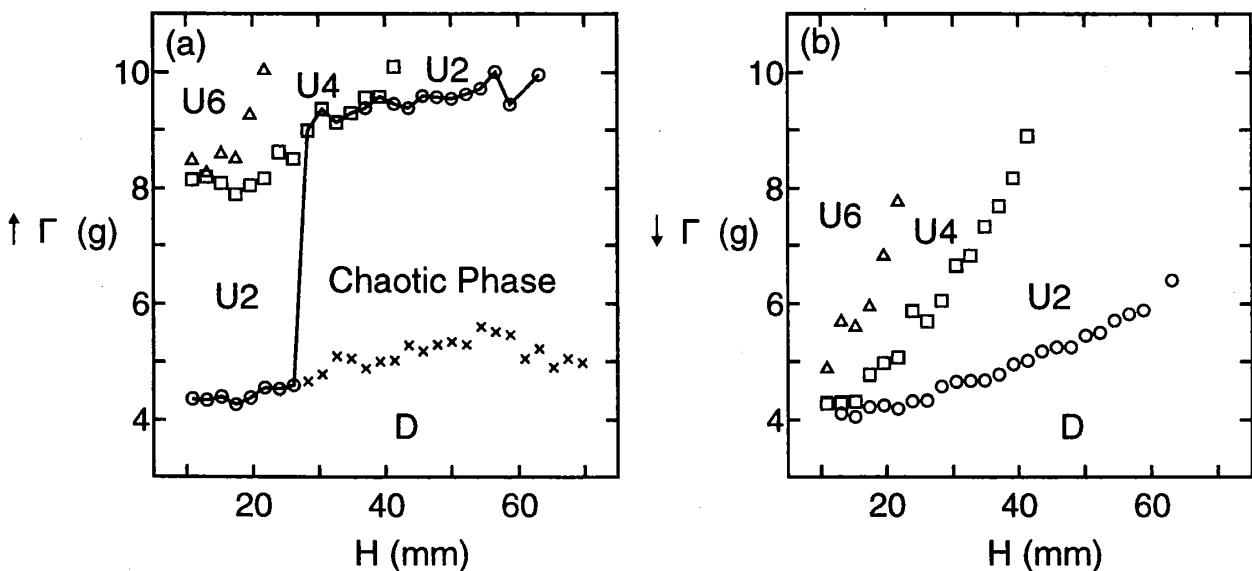 (a)
10
8
6
4
20
40
60
↑ Γ (g)
H (mm)
U6
U4
U2
U2
Chaotic Phase
D
(b)
10
8
6
4
20
40
60
↓ Γ (g)
H (mm)
U6
U4
U2
D